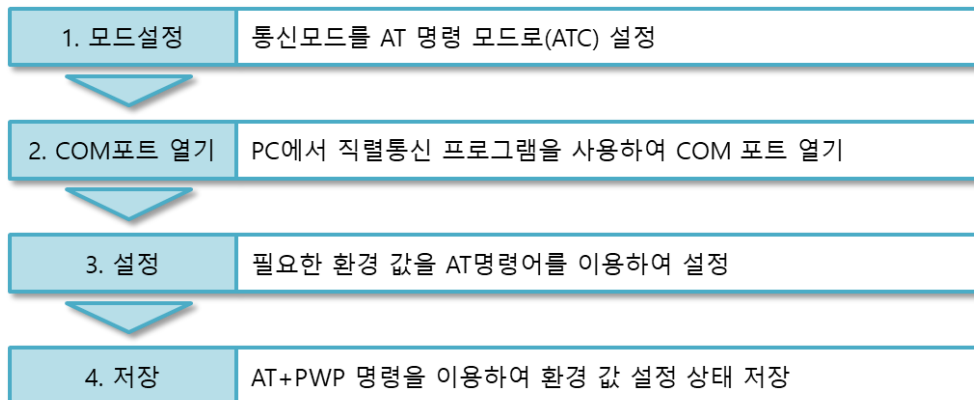 1. 모드설정 통신모드를 AT 명령 모드로(ATC) 설정
2. COM포트 열기 PC에서 직렬통신 프로그램을 사용하여 COM 포트 열기
3. 설정 필요한 환경 값을 AT명령어를 이용하여 설정
4. 저장 AT+PWP 명령을 이용하여 환경 값 설정 상태 저장